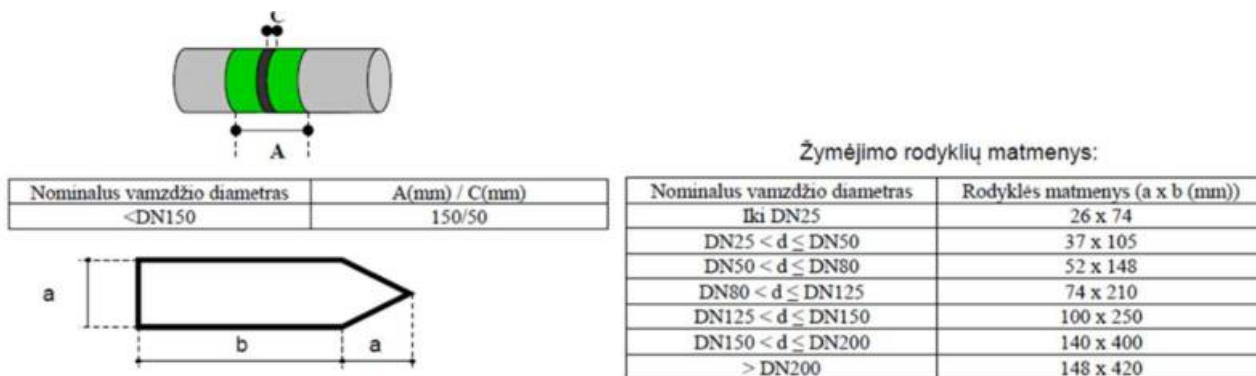 C
A
Nominalus vamzdžio diametras A(mm) / C(mm)
<DN150 150/50
a
b a
Žymėjimo rodyklių matmenys:
Nominalus vamzdžio diametras Rodyklės matmenys (a x b (mm))
Iki DN25 26 x 74
DN25 < d ≤ DN50 37 x 105
DN50 < d ≤ DN80 52 x 148
DN80 < d ≤ DN125 74 x 210
DN125 < d ≤ DN150 100 x 250
DN150 < d ≤ DN200 140 x 400
> DN200 148 x 420